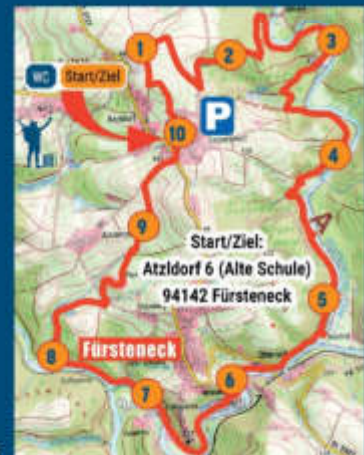 1
2
3
WC Start/Ziel
P
10
4
9
Start/Ziel:
Atzldorf 6 (Alte Schule)
94142 Fürsteneck
5
8
Fürsteneck
7
6